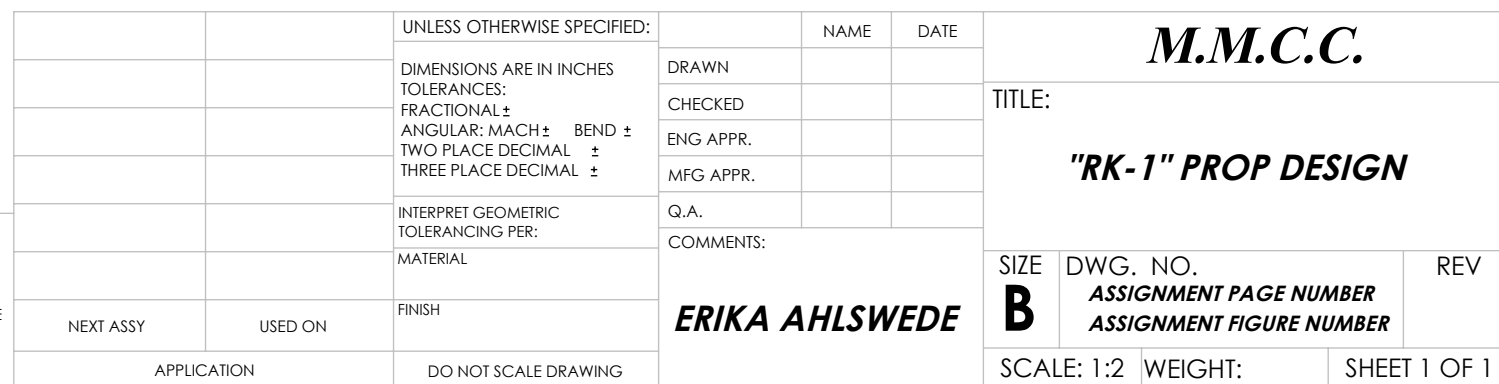 NEXT ASSY
USED ON
APPLICATION
UNLESS OTHERWISE SPECIFIED:
DIMENSIONS ARE IN INCHES
TOLERANCES:
FRACTIONAL ±
ANGULAR: MACH ± BEND ±
TWO PLACE DECIMAL ±
THREE PLACE DECIMAL ±
INTERPRET GEOMETRIC
TOLERANCING PER:
MATERIAL
FINISH
DO NOT SCALE DRAWING
NAME DATE
DRAWN
CHECKED
ENG APPR.
MFG APPR.
Q.A.
COMMENTS:
ERIKA AHLSWEDE
M.M.C.C.
TITLE:
"RK-1" PROP DESIGN
SIZE
B
DWG. NO.
ASSIGNMENT PAGE NUMBER
ASSIGNMENT FIGURE NUMBER
REV
SCALE: 1:2
WEIGHT:
SHEET 1 OF 1